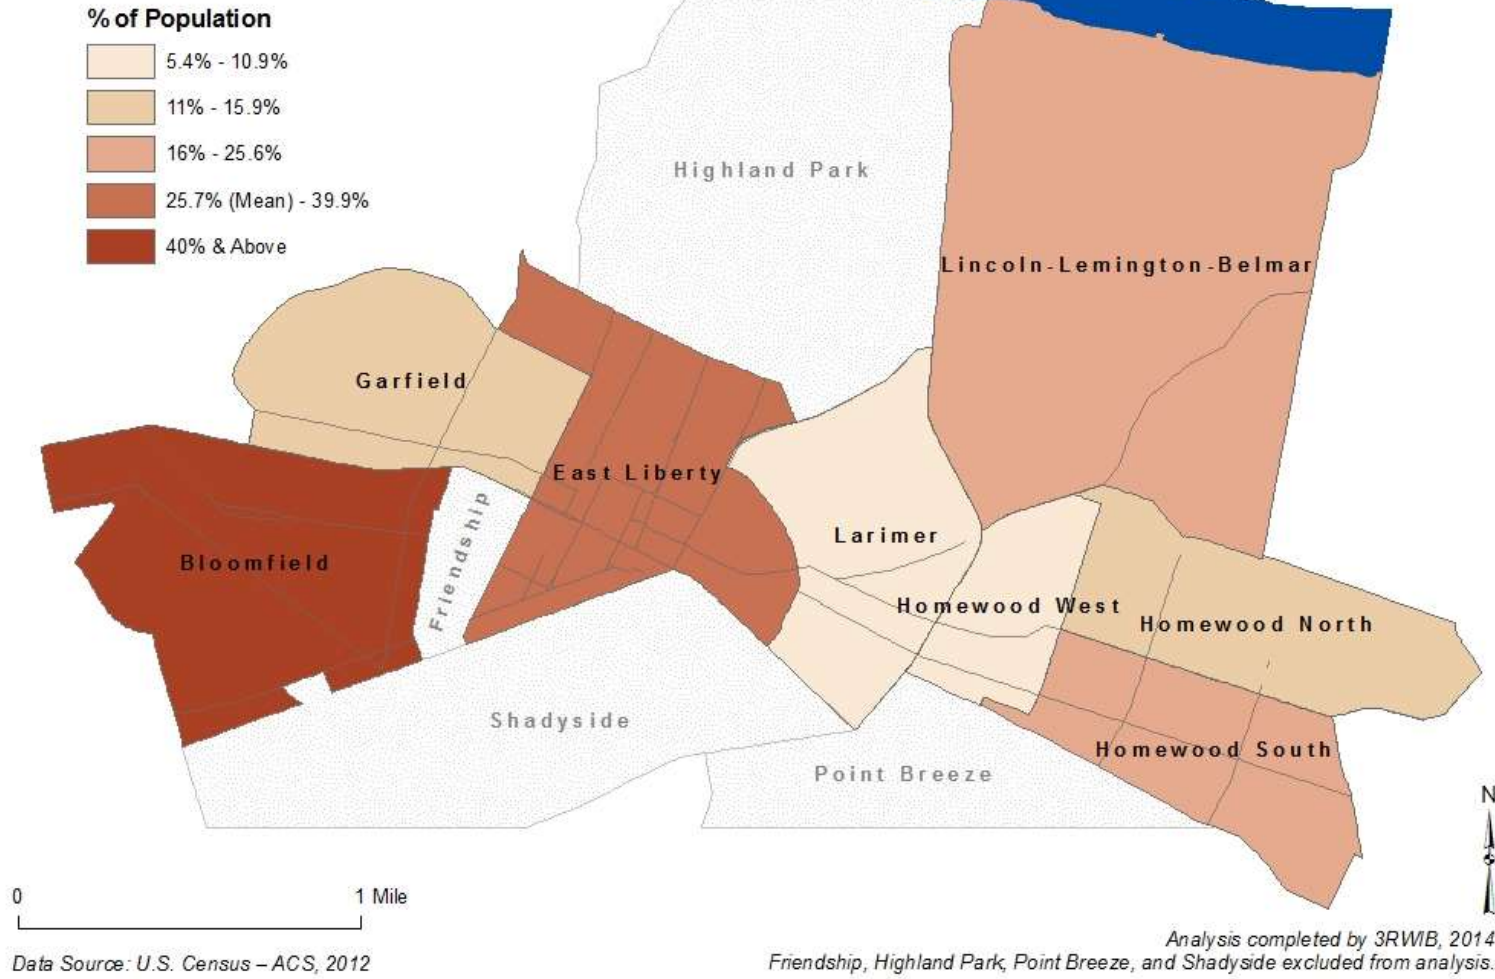 % of Population
5.4% - 10.9%
11% - 15.9%
16% - 25.6%
25.7% (Mean) - 39.9%
40% & Above
Highland Park
Lincoln-Lemington-Belmar
Garfield
East Liberty
Friendship
Larimer
Bloomfield
Homewood West
Homewood North
Shadyside
Homewood South
Point Breeze
N
0
1 Mile
Analysis completed by 3RWIB, 2014
Data Source: U.S. Census – ACS, 2012
Friendship, Highland Park, Point Breeze, and Shadyside excluded from analysis.